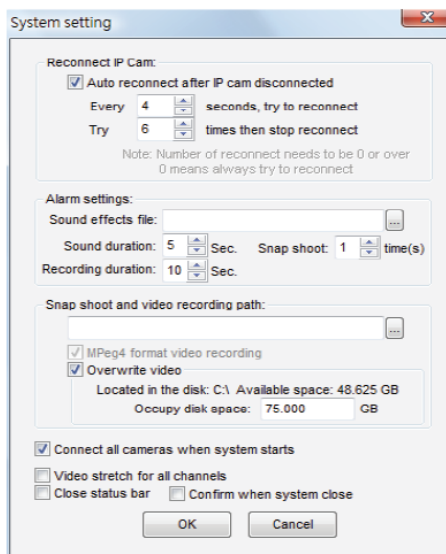 System setting
Reconnect IP Cam:
Auto reconnect after IP cam disconnected
Every 4 seconds, try to reconnect
Try 6 times then stop reconnect
Note: Number of reconnect needs to be 0 or over
0 means always try to reconnect
Alarm settings:
Sound effects file: ...
Sound duration: 5 Sec. Snap shoot: 1 time(s)
Recording duration: 10 Sec.
Snap shoot and video recording path:
...
MPeg4 format video recording
Overwrite video
Located in the disk: C:\ Available space: 48.625 GB
Occupy disk space: 75.000 GB
Connect all cameras when system starts
Video stretch for all channels
Close status bar Confirm when system close
OK Cancel